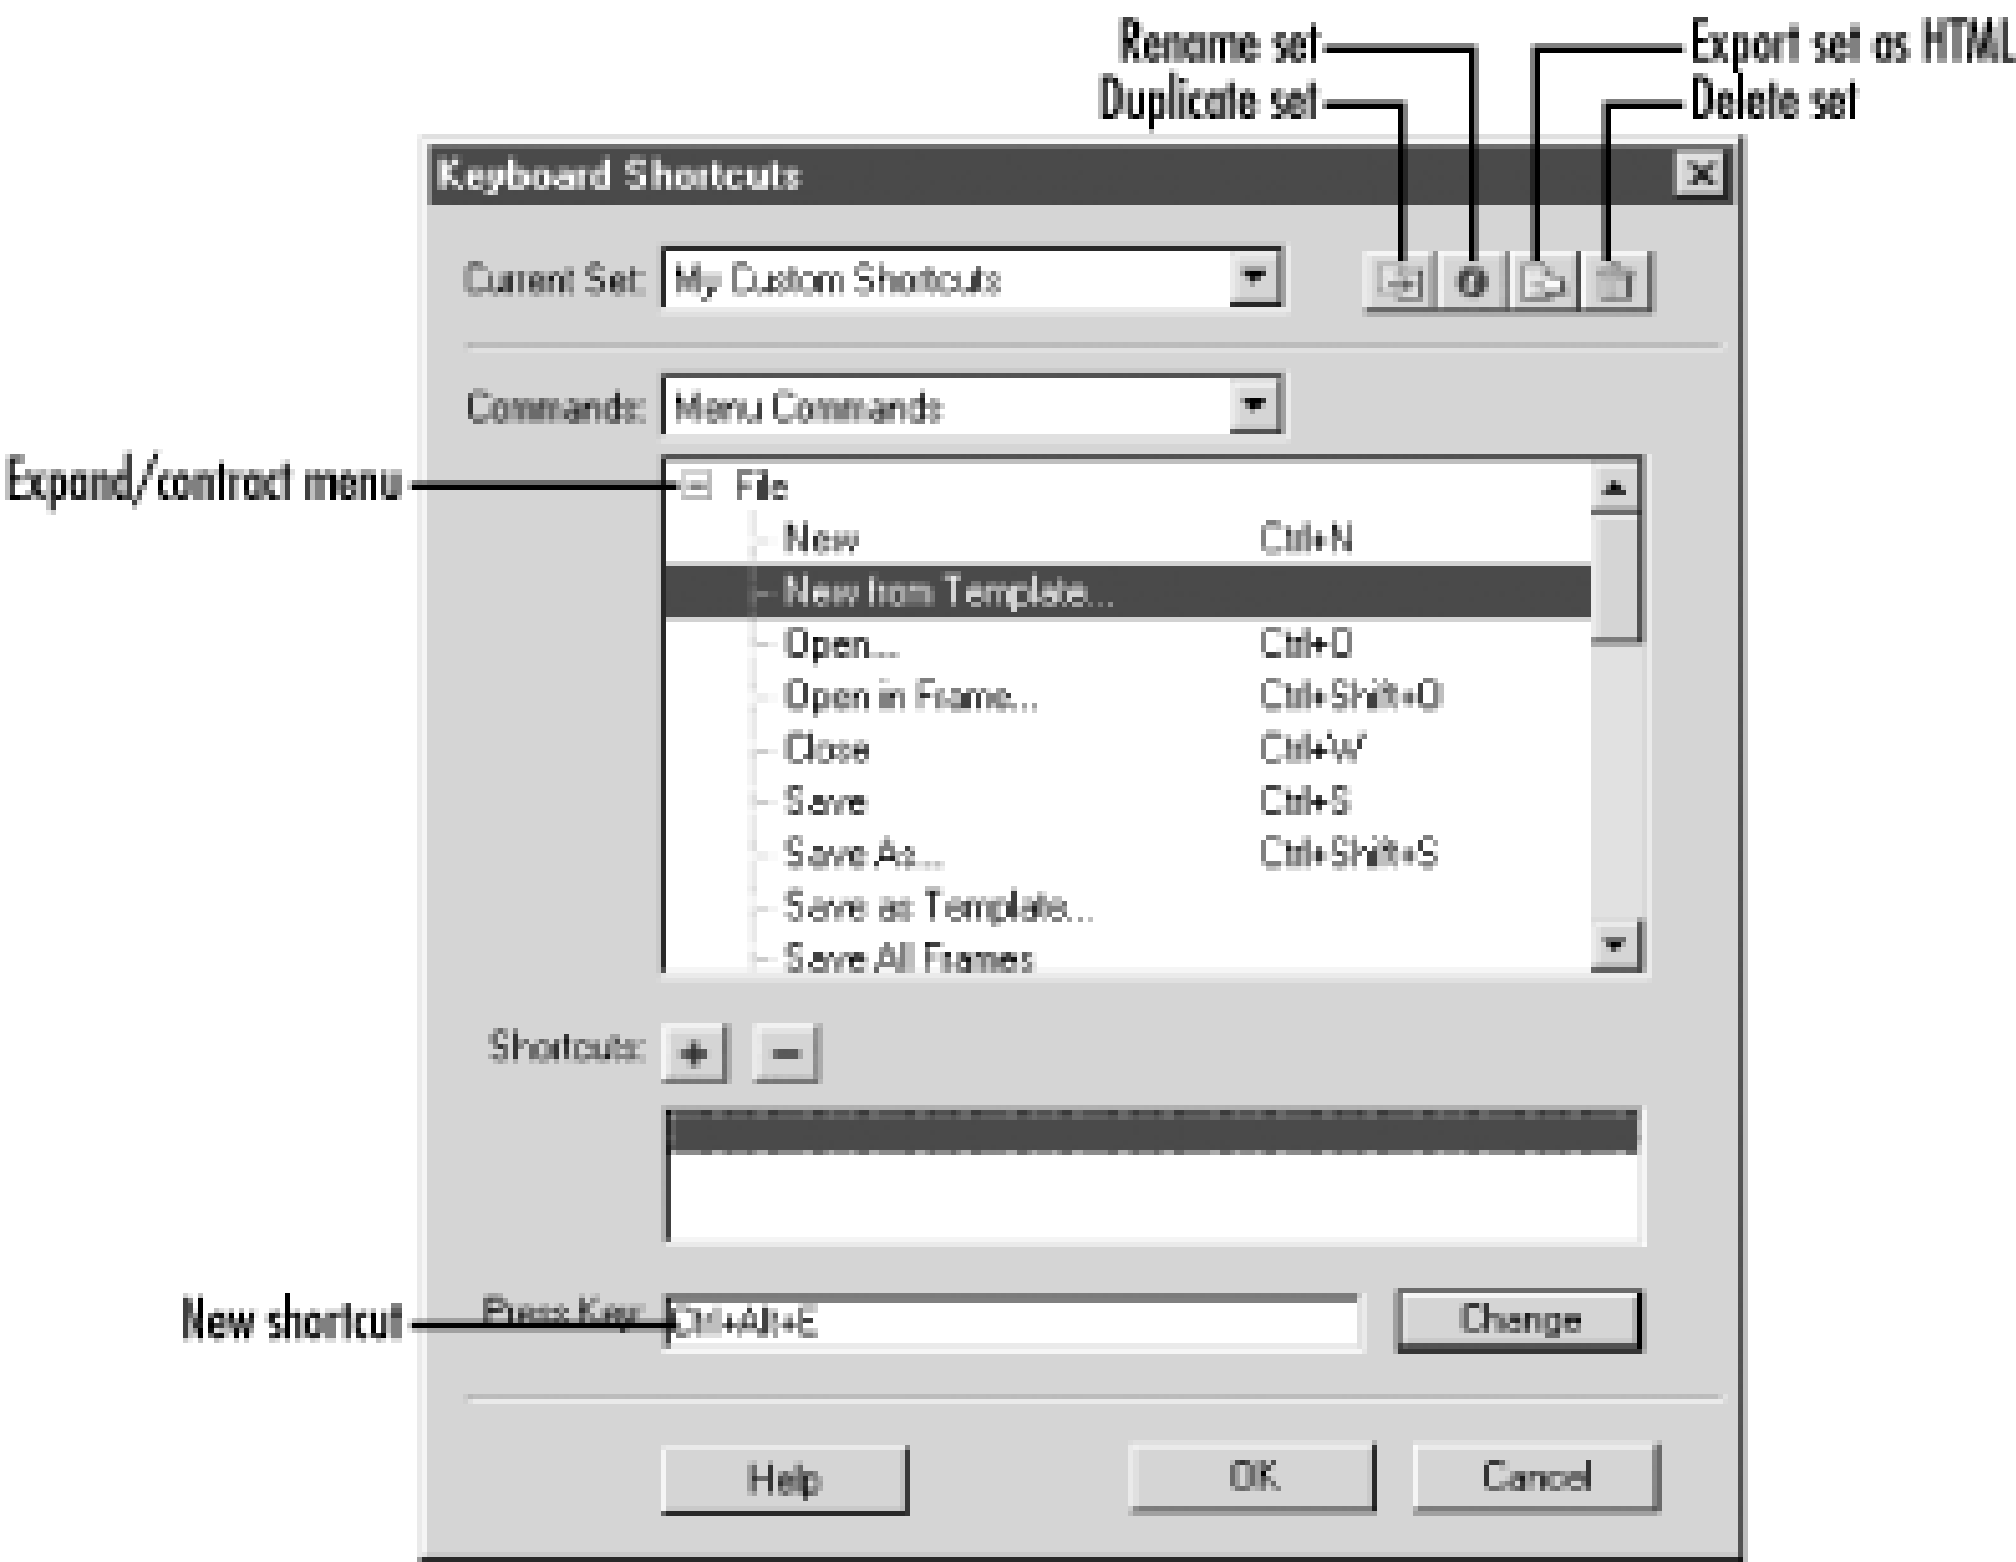 Rename set
Export set as HTML
Duplicate set
Delete set
Keyboard Shortcuts
Current Set: My Custom Shortcuts
Commands: Menu Commands
Expand/contract menu
File
New Ctrl+N
New from Template...
Open... Ctrl+O
Open in Frame... Ctrl+Shift+O
Close Ctrl+W
Save Ctrl+S
Save As... Ctrl+Shift+S
Save as Template...
Save All Frames
Shortcuts: + -
New shortcut
Press Key: Ctrl+Alt+E Change
Help OK Cancel